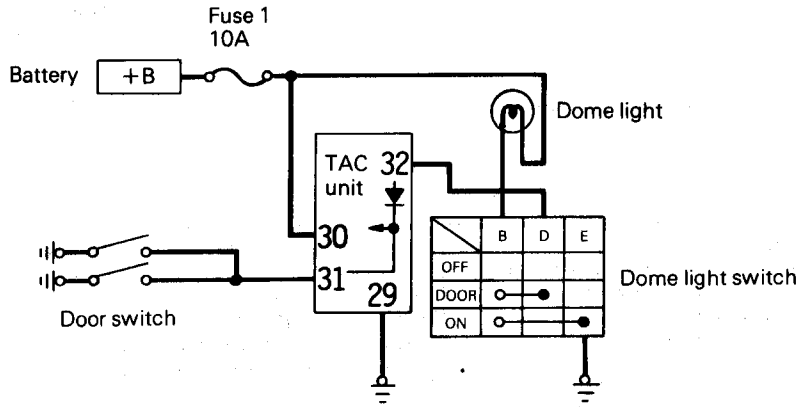 Fuse 1
10A
Battery
+B
Dome light
TAC
unit
32
30
31
29
B D E
OFF
DOOR
ON
Dome light switch
Door switch